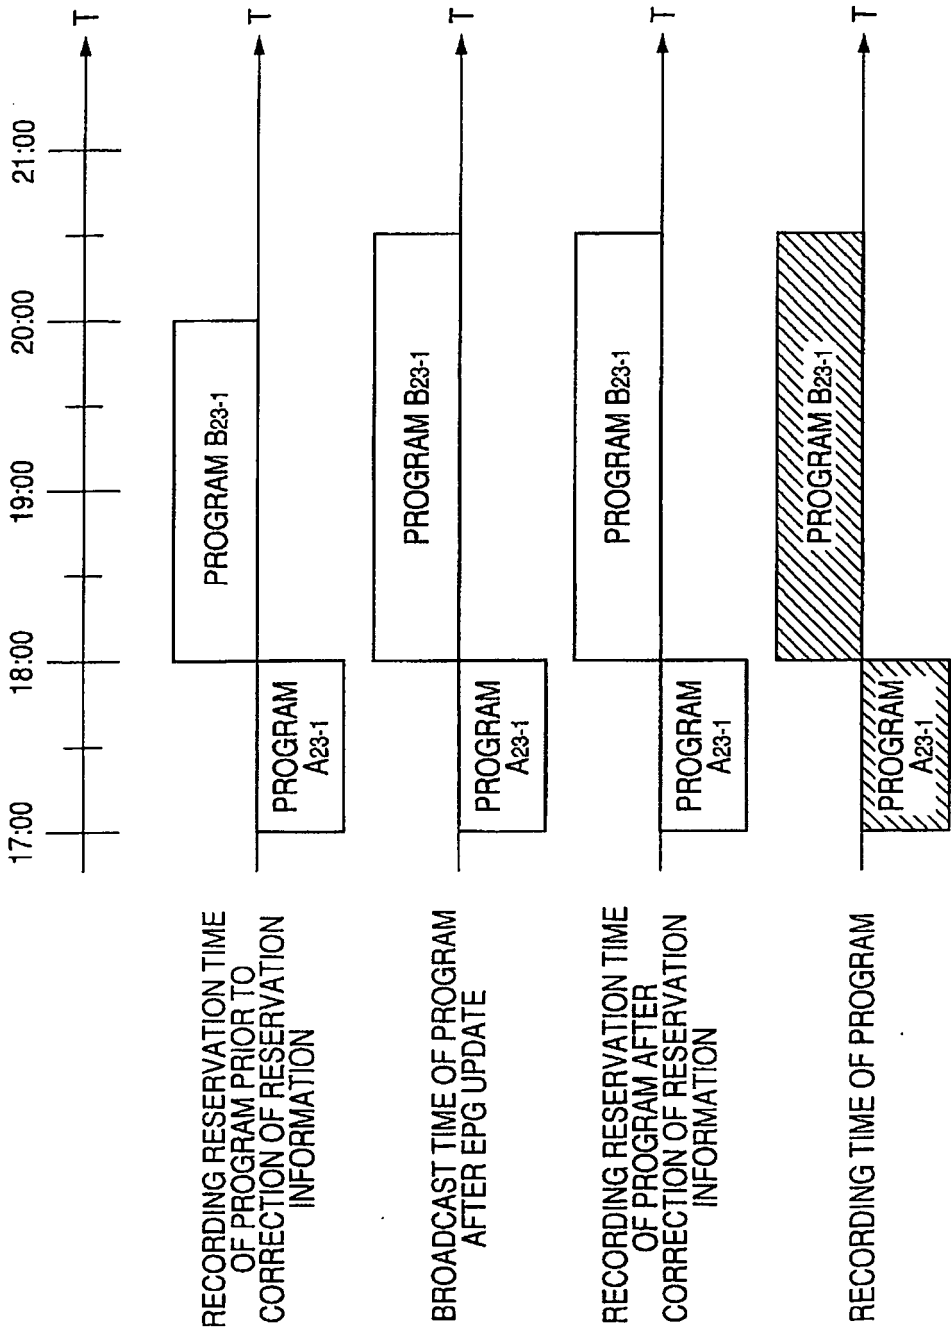 17:00 18:00 19:00 20:00 21:00
T
RECORDING RESERVATION TIME
OF PROGRAM PRIOR TO
CORRECTION OF RESERVATION
INFORMATION
PROGRAM
A23-1
PROGRAM B23-1
T
BROADCAST TIME OF PROGRAM
AFTER EPG UPDATE
PROGRAM
A23-1
PROGRAM B23-1
T
RECORDING RESERVATION TIME
OF PROGRAM AFTER
CORRECTION OF RESERVATION
INFORMATION
PROGRAM
A23-1
PROGRAM B23-1
T
RECORDING TIME OF PROGRAM
PROGRAM
A23-1
PROGRAM B23-1
T